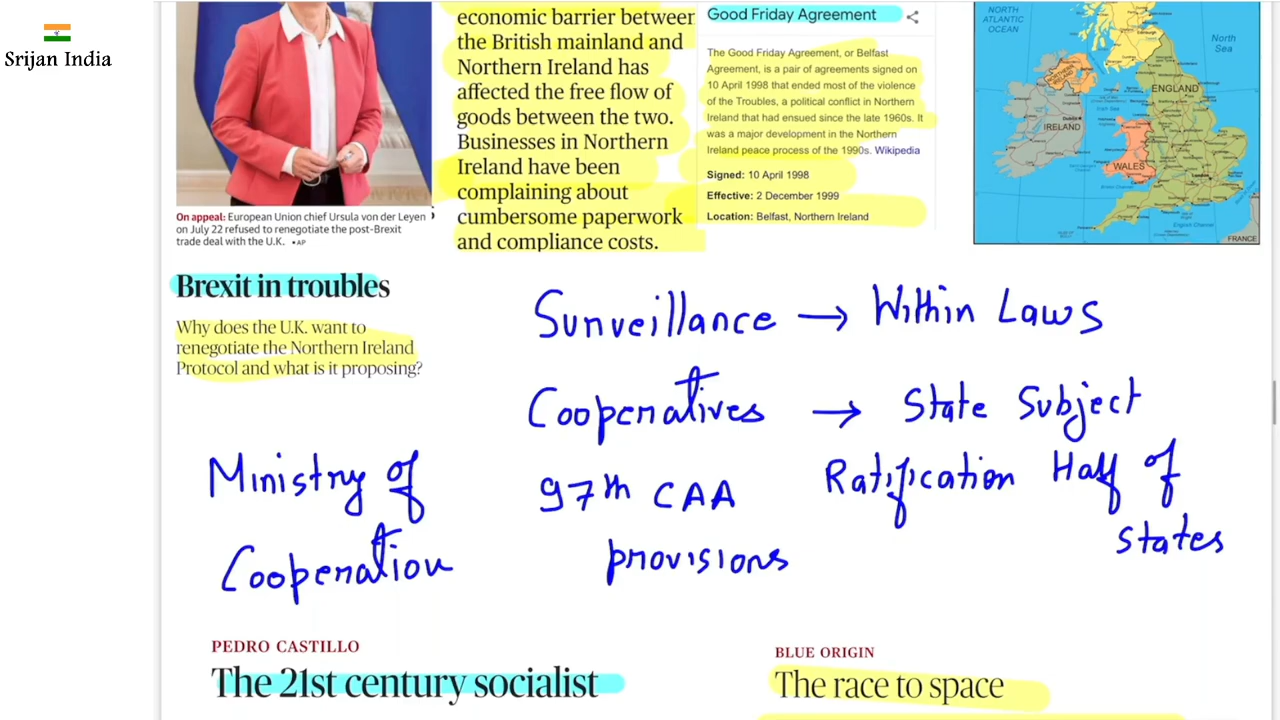 Srijan India
On appeal: European Union chief Ursula von der Leyen
on July 22 refused to renegotiate the post-Brexit
trade deal with the U.K. •AP
economic barrier between
the British mainland and
Northern Ireland has
affected the free flow of
goods between the two.
Businesses in Northern
Ireland have been
complaining about
cumbersome paperwork
and compliance costs.
Good Friday Agreement
The Good Friday Agreement, or Belfast
Agreement, is a pair of agreements signed on
10 April 1998 that ended most of the violence
of the Troubles, a political conflict in Northern
Ireland that had ensued since the late 1960s. It
was a major development in the Northern
Ireland peace process of the 1990s. Wikipedia
Signed: 10 April 1998
Effective: 2 December 1999
Location: Belfast, Northern Ireland
NORTH
ATLANTIC
OCEAN
North
Sea
ENGLAND
IRELAND
WALES
FRANCE
Brexit in troubles
Why does the U.K. want to
renegotiate the Northern Ireland
Protocol and what is it proposing?
Surveillance → Within Laws
Cooperatives → State Subject
Ministry of
Cooperation
97th CAA
provisions
Ratification Half of
States
PEDRO CASTILLO
The 21st century socialist
BLUE ORIGIN
The race to space